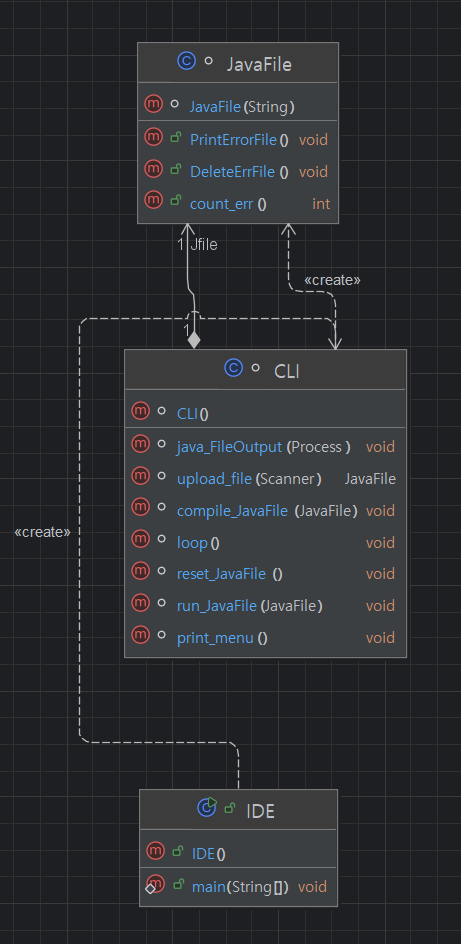 JavaFile
JavaFile(String)
PrintErrorFile() void
DeleteErrFile() void
count_err() int
1 Jfile
«create»
1
CLI
CLI()
java_FileOutput(Process) void
upload_file(Scanner) JavaFile
«create»
compile_JavaFile (JavaFile) void
loop() void
reset_JavaFile () void
run_JavaFile(JavaFile) void
print_menu() void
IDE
IDE()
main(String[]) void